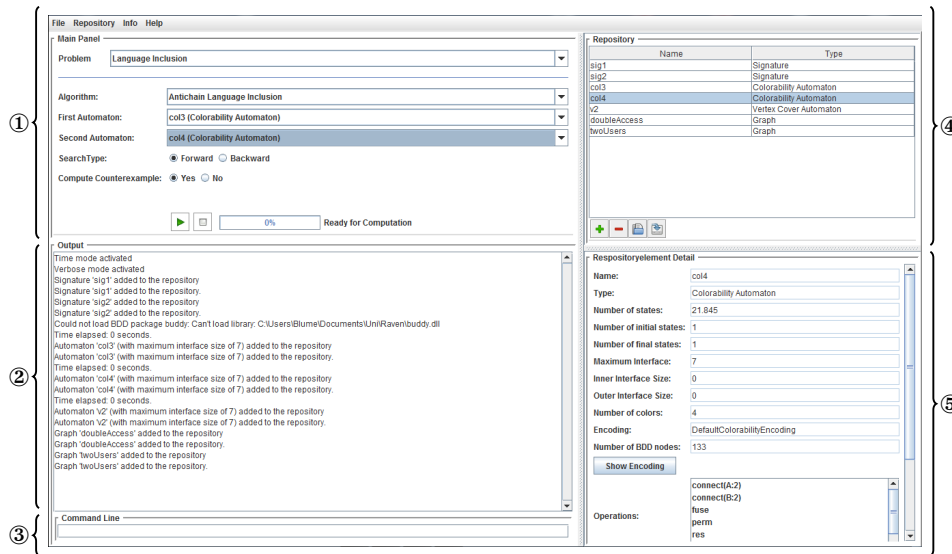 File Repository Info Help
Main Panel
Problem Language Inclusion
Algorithm: Antichain Language Inclusion
First Automaton: col3 (Colorability Automaton)
Second Automaton: col4 (Colorability Automaton)
SearchType: Forward Backward
Compute Counterexample: Yes No
0% Ready for Computation
①
Output
Time mode activated
Verbose mode activated
Signature 'sig1' added to the repository
Signature 'sig1' added to the repository.
Signature 'sig2' added to the repository
Signature 'sig2' added to the repository.
Could not load BDD package buddy: Can't load library: C:\Users\Blume\Documents\Uni\Raven\buddy.dll
Time elapsed: 0 seconds.
Automaton 'col3' (with maximum interface size of 7) added to the repository
Automaton 'col3' (with maximum interface size of 7) added to the repository.
Time elapsed: 0 seconds.
Automaton 'col4' (with maximum interface size of 7) added to the repository
Automaton 'col4' (with maximum interface size of 7) added to the repository.
Time elapsed: 0 seconds.
Automaton 'v2' (with maximum interface size of 7) added to the repository
Automaton 'v2' (with maximum interface size of 7) added to the repository.
Graph 'doubleAccess' added to the repository
Graph 'doubleAccess' added to the repository.
Graph 'twoUsers' added to the repository
Graph 'twoUsers' added to the repository.
②
Command Line
③
Repository
Name Type
sig1 Signature
sig2 Signature
col3 Colorability Automaton
col4 Colorability Automaton
v2 Vertex Cover Automaton
doubleAccess Graph
twoUsers Graph
④
Respositoryelement Detail
Name: col4
Type: Colorability Automaton
Number of states: 21.845
Number of initial states: 1
Number of final states: 1
Maximum Interface: 7
Inner Interface Size: 0
Outer Interface Size: 0
Number of colors: 4
Encoding: DefaultColorabilityEncoding
Number of BDD nodes: 133
Show Encoding
Operations:
connect(A:2)
connect(B:2)
fuse
perm
res
⑤